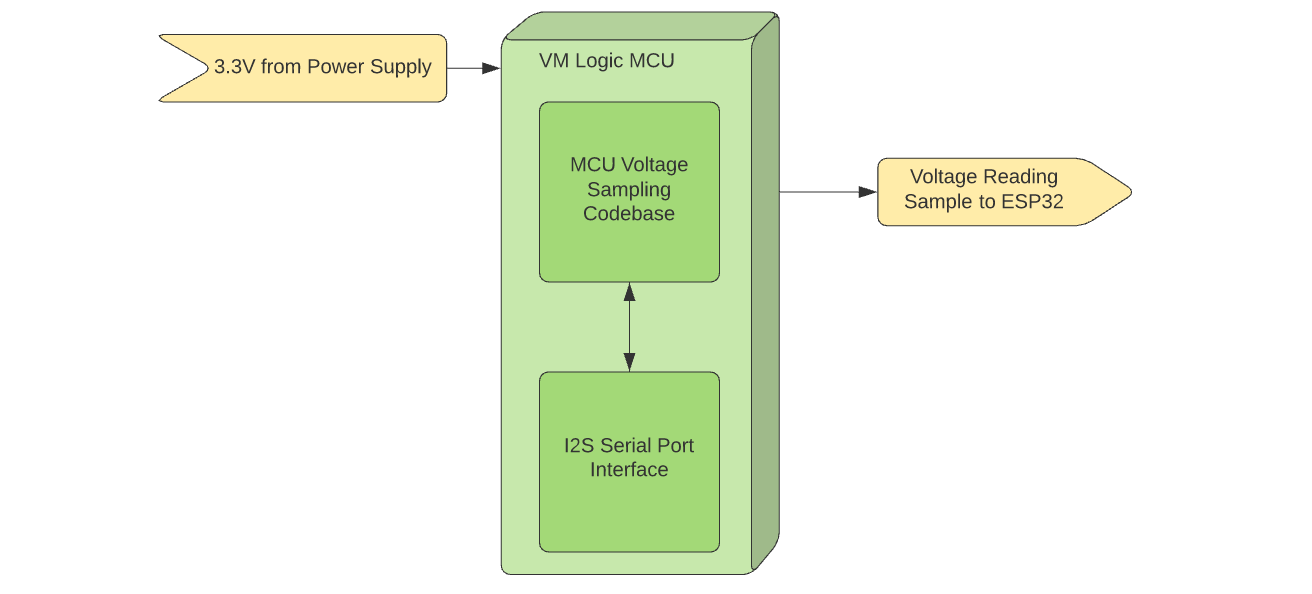 3.3V from Power Supply
VM Logic MCU
MCU Voltage
Sampling
Codebase
Voltage Reading
Sample to ESP32
I2S Serial Port
Interface